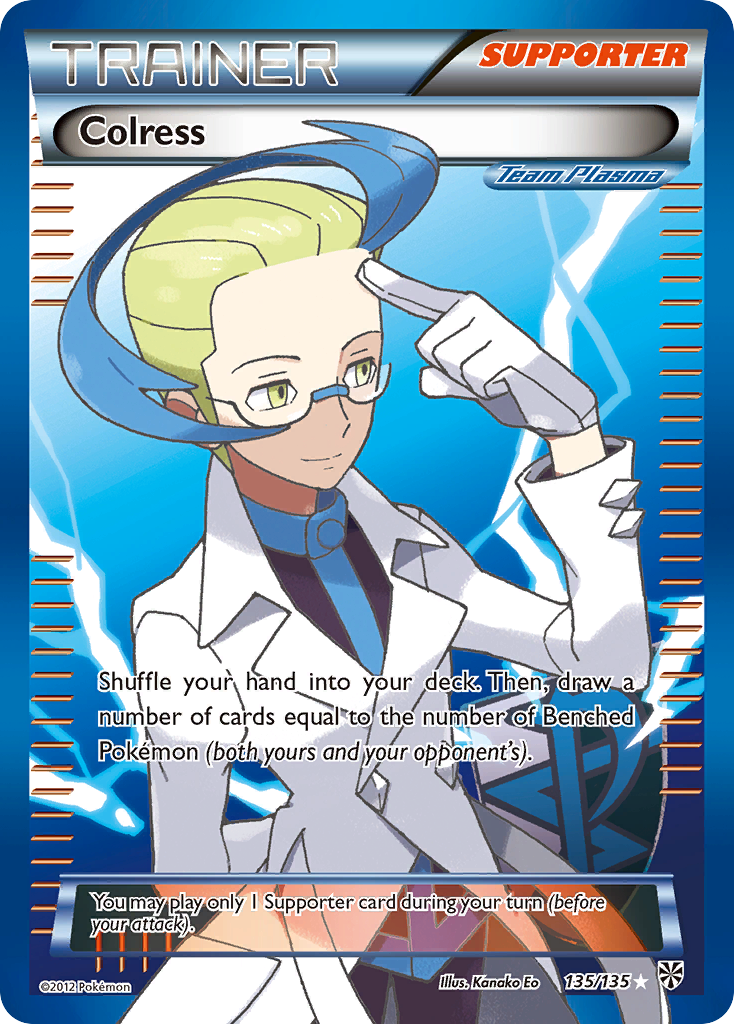 TRAINER
SUPPORTER
Colress
Team Plasma
Shuffle your hand into your deck. Then, draw a
number of cards equal to the number of Benched
Pokémon (both yours and your opponent's).
You may play only 1 Supporter card during your turn (before
your attack).
©2012 Pokémon
Illus. Kanako Eo
135/135 ★